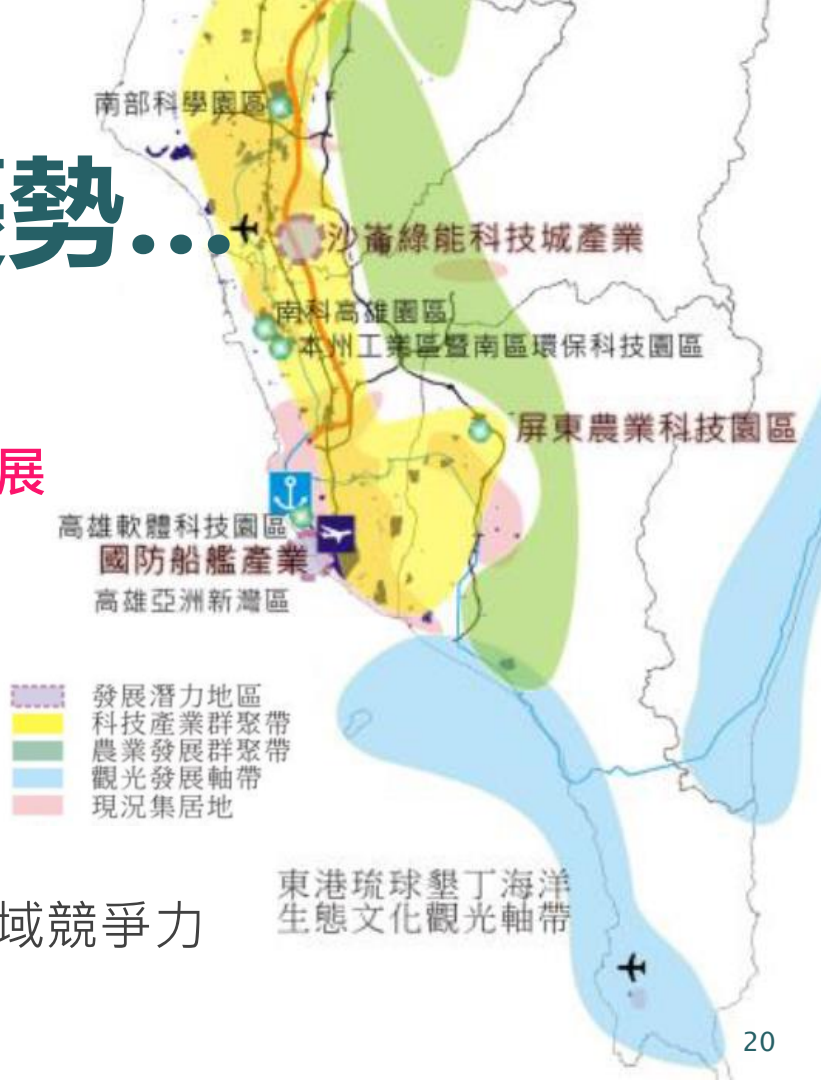 南部科學園區
勢...
沙崙綠能科技城產業
南科高雄園區
本州工業區暨南區環保科技園區
屏東農業科技園區
展
高雄軟體科技園區
國防船艦產業
高雄亞洲新灣區
發展潛力地區
科技產業群聚帶
農業發展群聚帶
觀光發展軸帶
現況集居地
域競爭力
東港琉球墾丁海洋
生態文化觀光軸帶
20